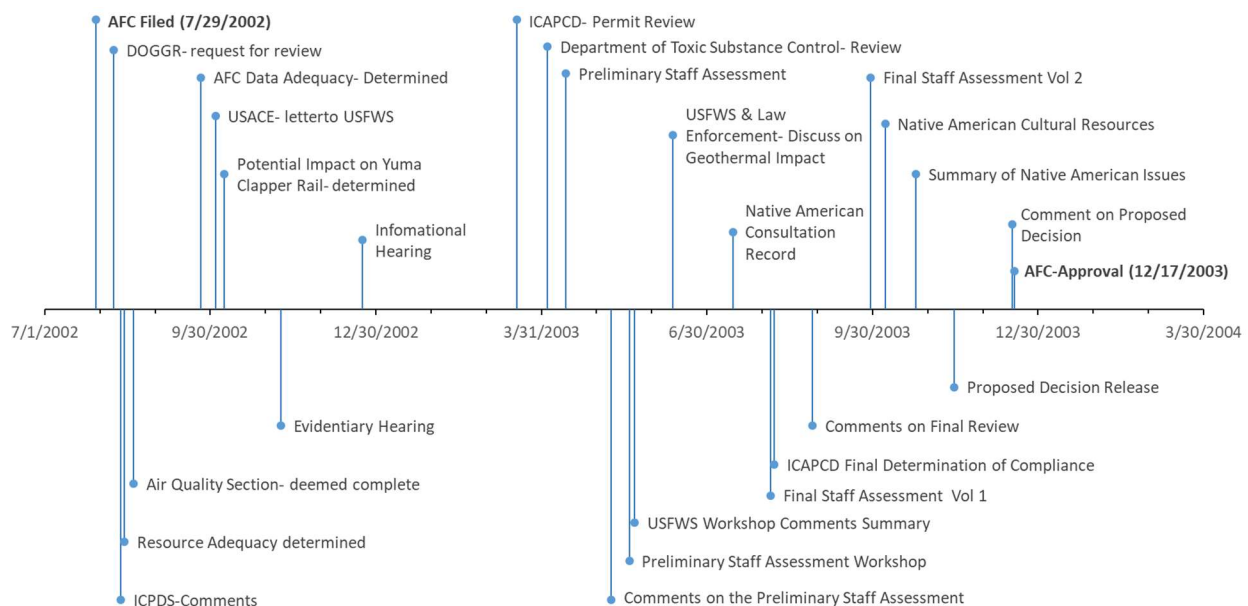 AFC Filed (7/29/2002)
DOGGR- request for review
AFC Data Adequacy- Determined
USACE- letterto USFWS
Potential Impact on Yuma
Clapper Rail- determined
Infomational
Hearing
ICAPCD- Permit Review
Department of Toxic Substance Control- Review
Preliminary Staff Assessment
USFWS & Law
Enforcement- Discuss on
Geothermal Impact
Native American
Consultation
Record
Final Staff Assessment Vol 2
Native American Cultural Resources
Summary of Native American Issues
Comment on Proposed
Decision
AFC-Approval (12/17/2003)
7/1/2002
9/30/2002
12/30/2002
3/31/2003
6/30/2003
9/30/2003
12/30/2003
3/30/2004
Evidentiary Hearing
Air Quality Section- deemed complete
Resource Adequacy determined
ICPDS-Comments
Proposed Decision Release
Comments on Final Review
ICAPCD Final Determination of Compliance
Final Staff Assessment  Vol 1
USFWS Workshop Comments Summary
Preliminary Staff Assessment Workshop
Comments on the Preliminary Staff Assessment